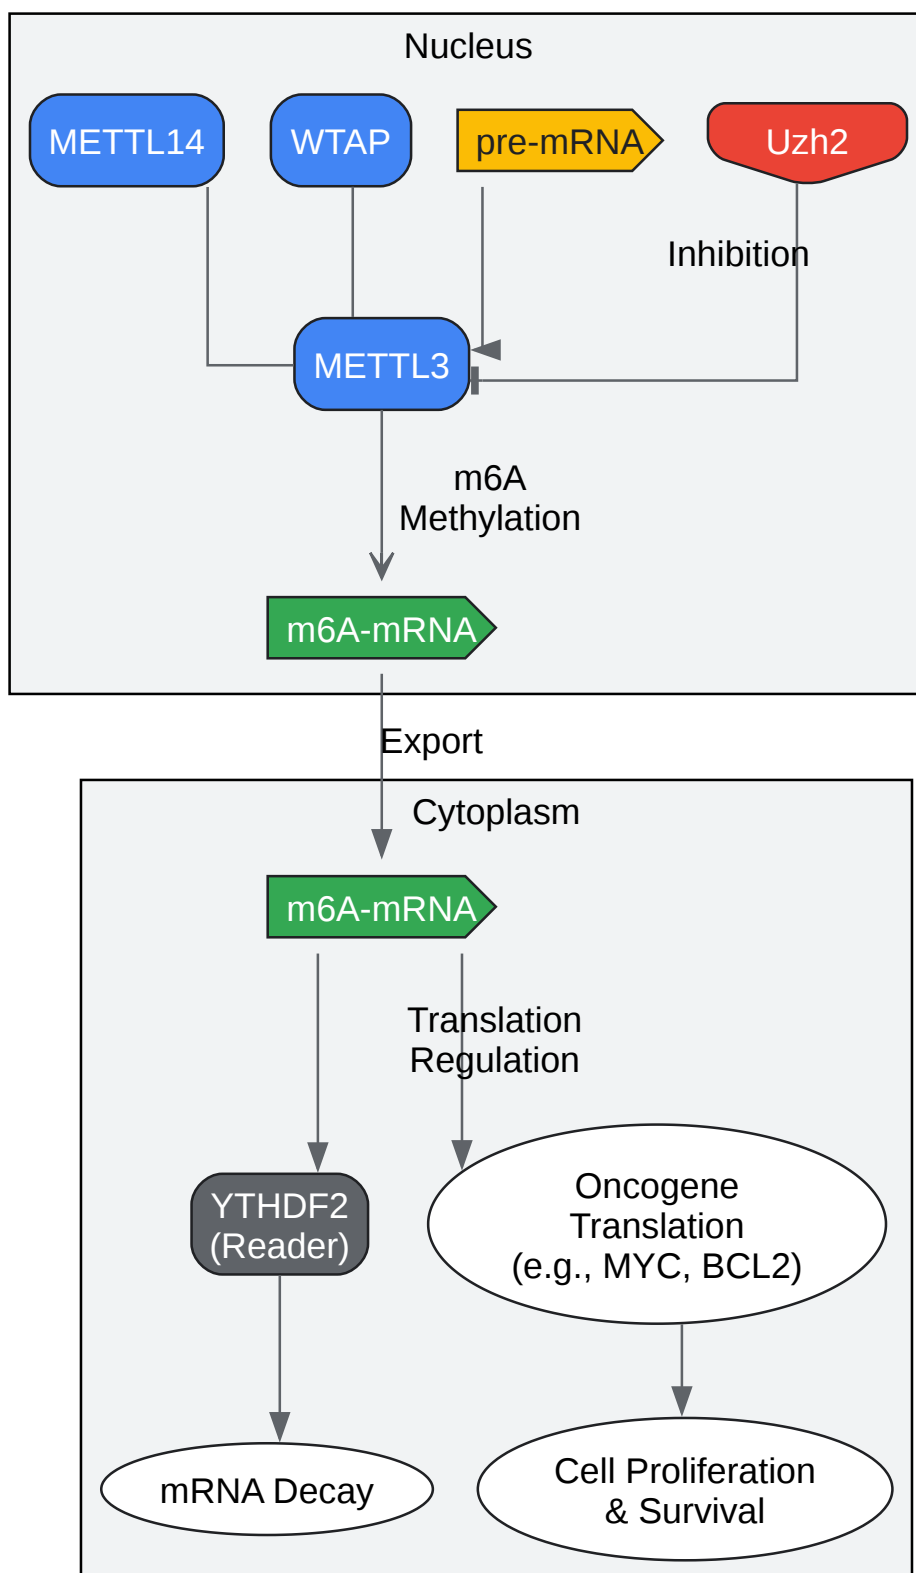 Nucleus
METTL14
WTAP
pre-mRNA
Uzh2
Inhibition
METTL3
m6A
Methylation
m6A-mRNA
Export
Cytoplasm
m6A-mRNA
Translation
Regulation
YTHDF2
(Reader)
Oncogene
Translation
(e.g., MYC, BCL2)
mRNA Decay
Cell Proliferation
& Survival